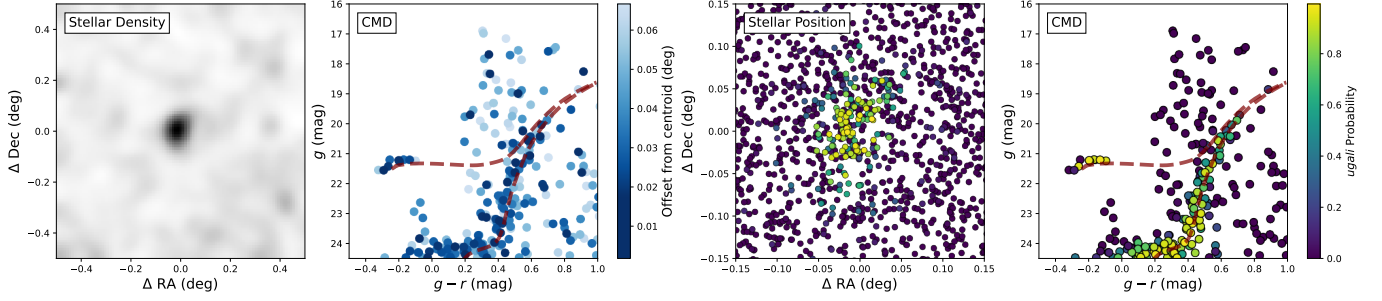 Stellar Density
Δ Dec (deg)
0.4
0.2
0.0
−0.2
−0.4
−0.4 −0.2 0.0 0.2 0.4
Δ RA (deg)
CMD
g (mag)
16
17
18
19
20
21
22
23
24
−0.4 −0.2 0.0 0.2 0.4 0.6 0.8 1.0
g − r (mag)
0.06
0.05
0.04
0.03
0.02
0.01
Offset from centroid (deg)
Stellar Position
Δ Dec (deg)
0.15
0.10
0.05
0.00
−0.05
−0.10
−0.15
−0.15 −0.10 −0.05 0.00 0.05 0.10 0.15
Δ RA (deg)
CMD
g (mag)
16
17
18
19
20
21
22
23
24
−0.4 −0.2 0.0 0.2 0.4 0.6 0.8 1.0
g − r (mag)
0.8
0.6
0.4
0.2
0.0
ugali Probability